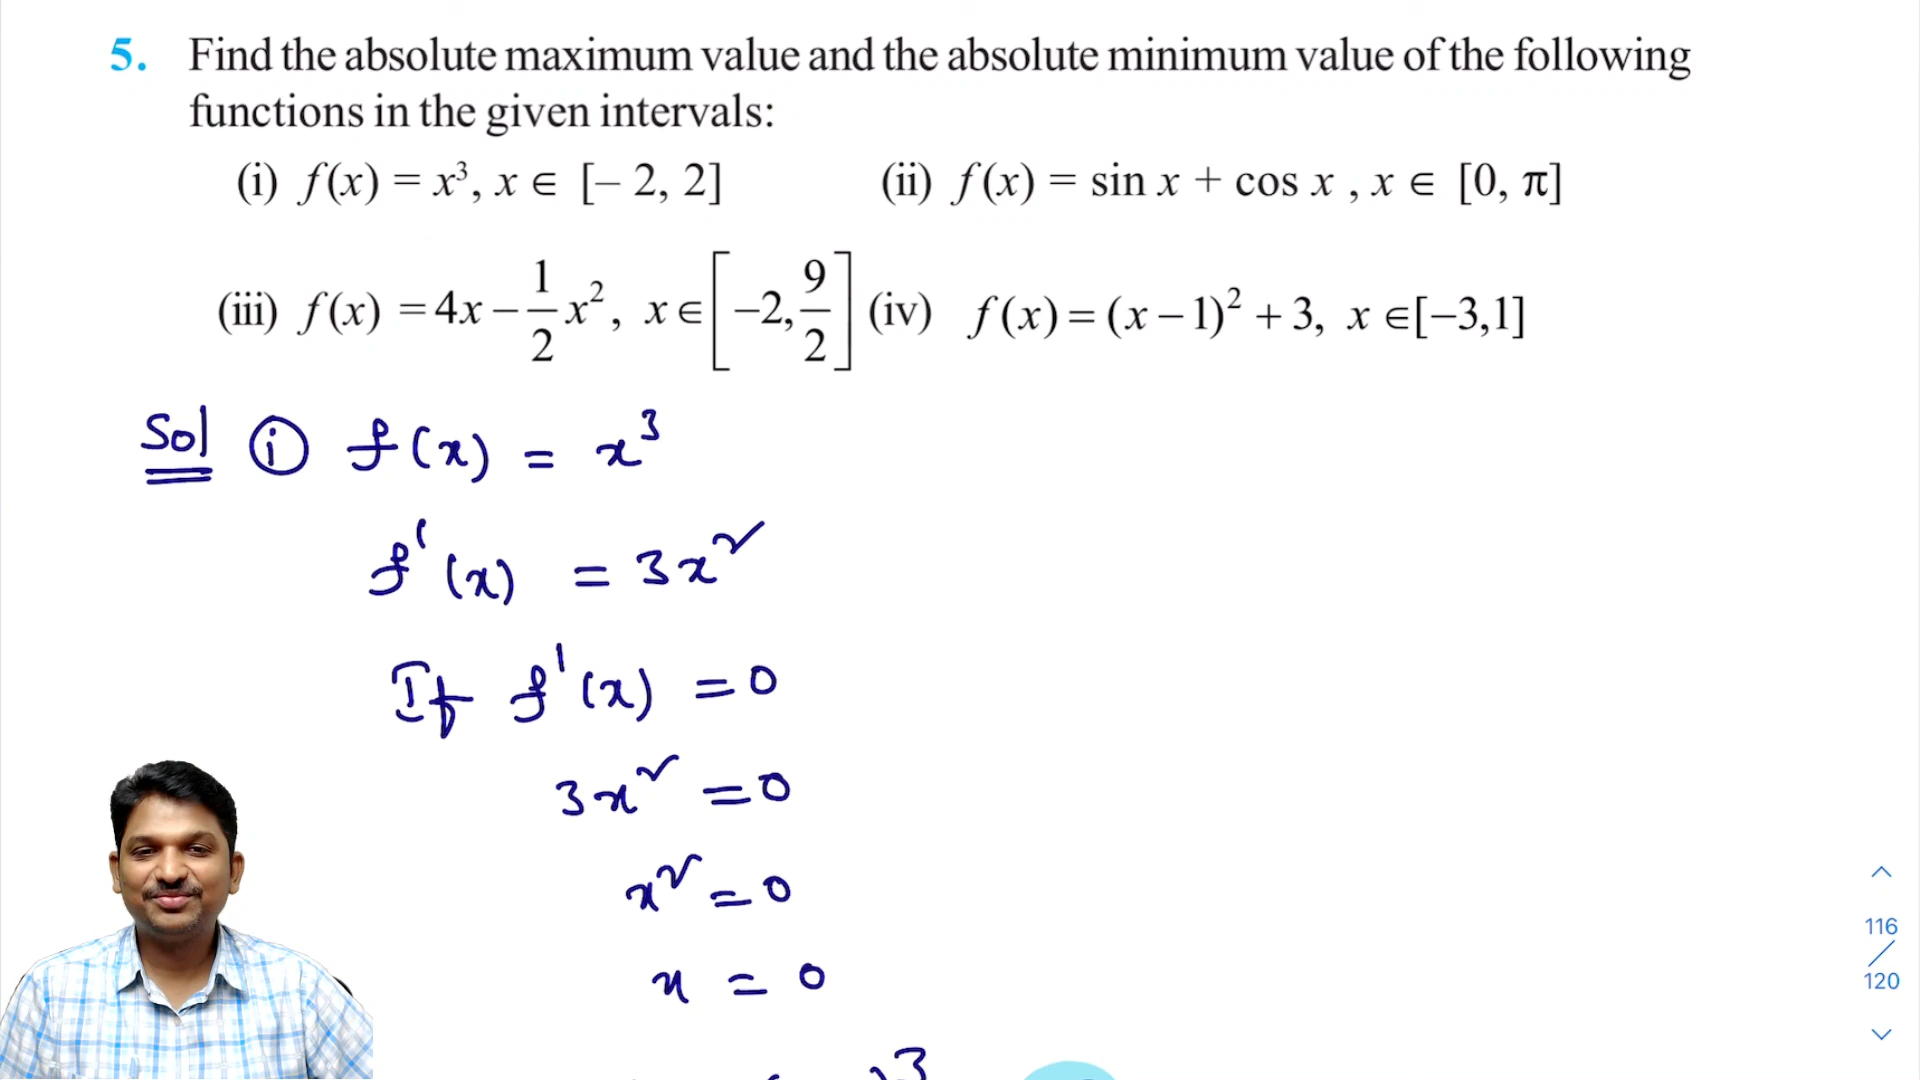 5. Find the absolute maximum value and the absolute minimum value of the following
functions in the given intervals:
(i) f(x) = x³, x ∈ [– 2, 2] (ii) f(x) = sin x + cos x , x ∈ [0, π]
(iii) f(x) = 4x − 1/2 x², x ∈ [−2, 9/2] (iv) f(x) = (x − 1)² + 3, x ∈ [−3,1]
Sol (i) f(x) = x³
f'(x) = 3x²
If f'(x) = 0
3x² = 0
x² = 0
x = 0
116
/
120